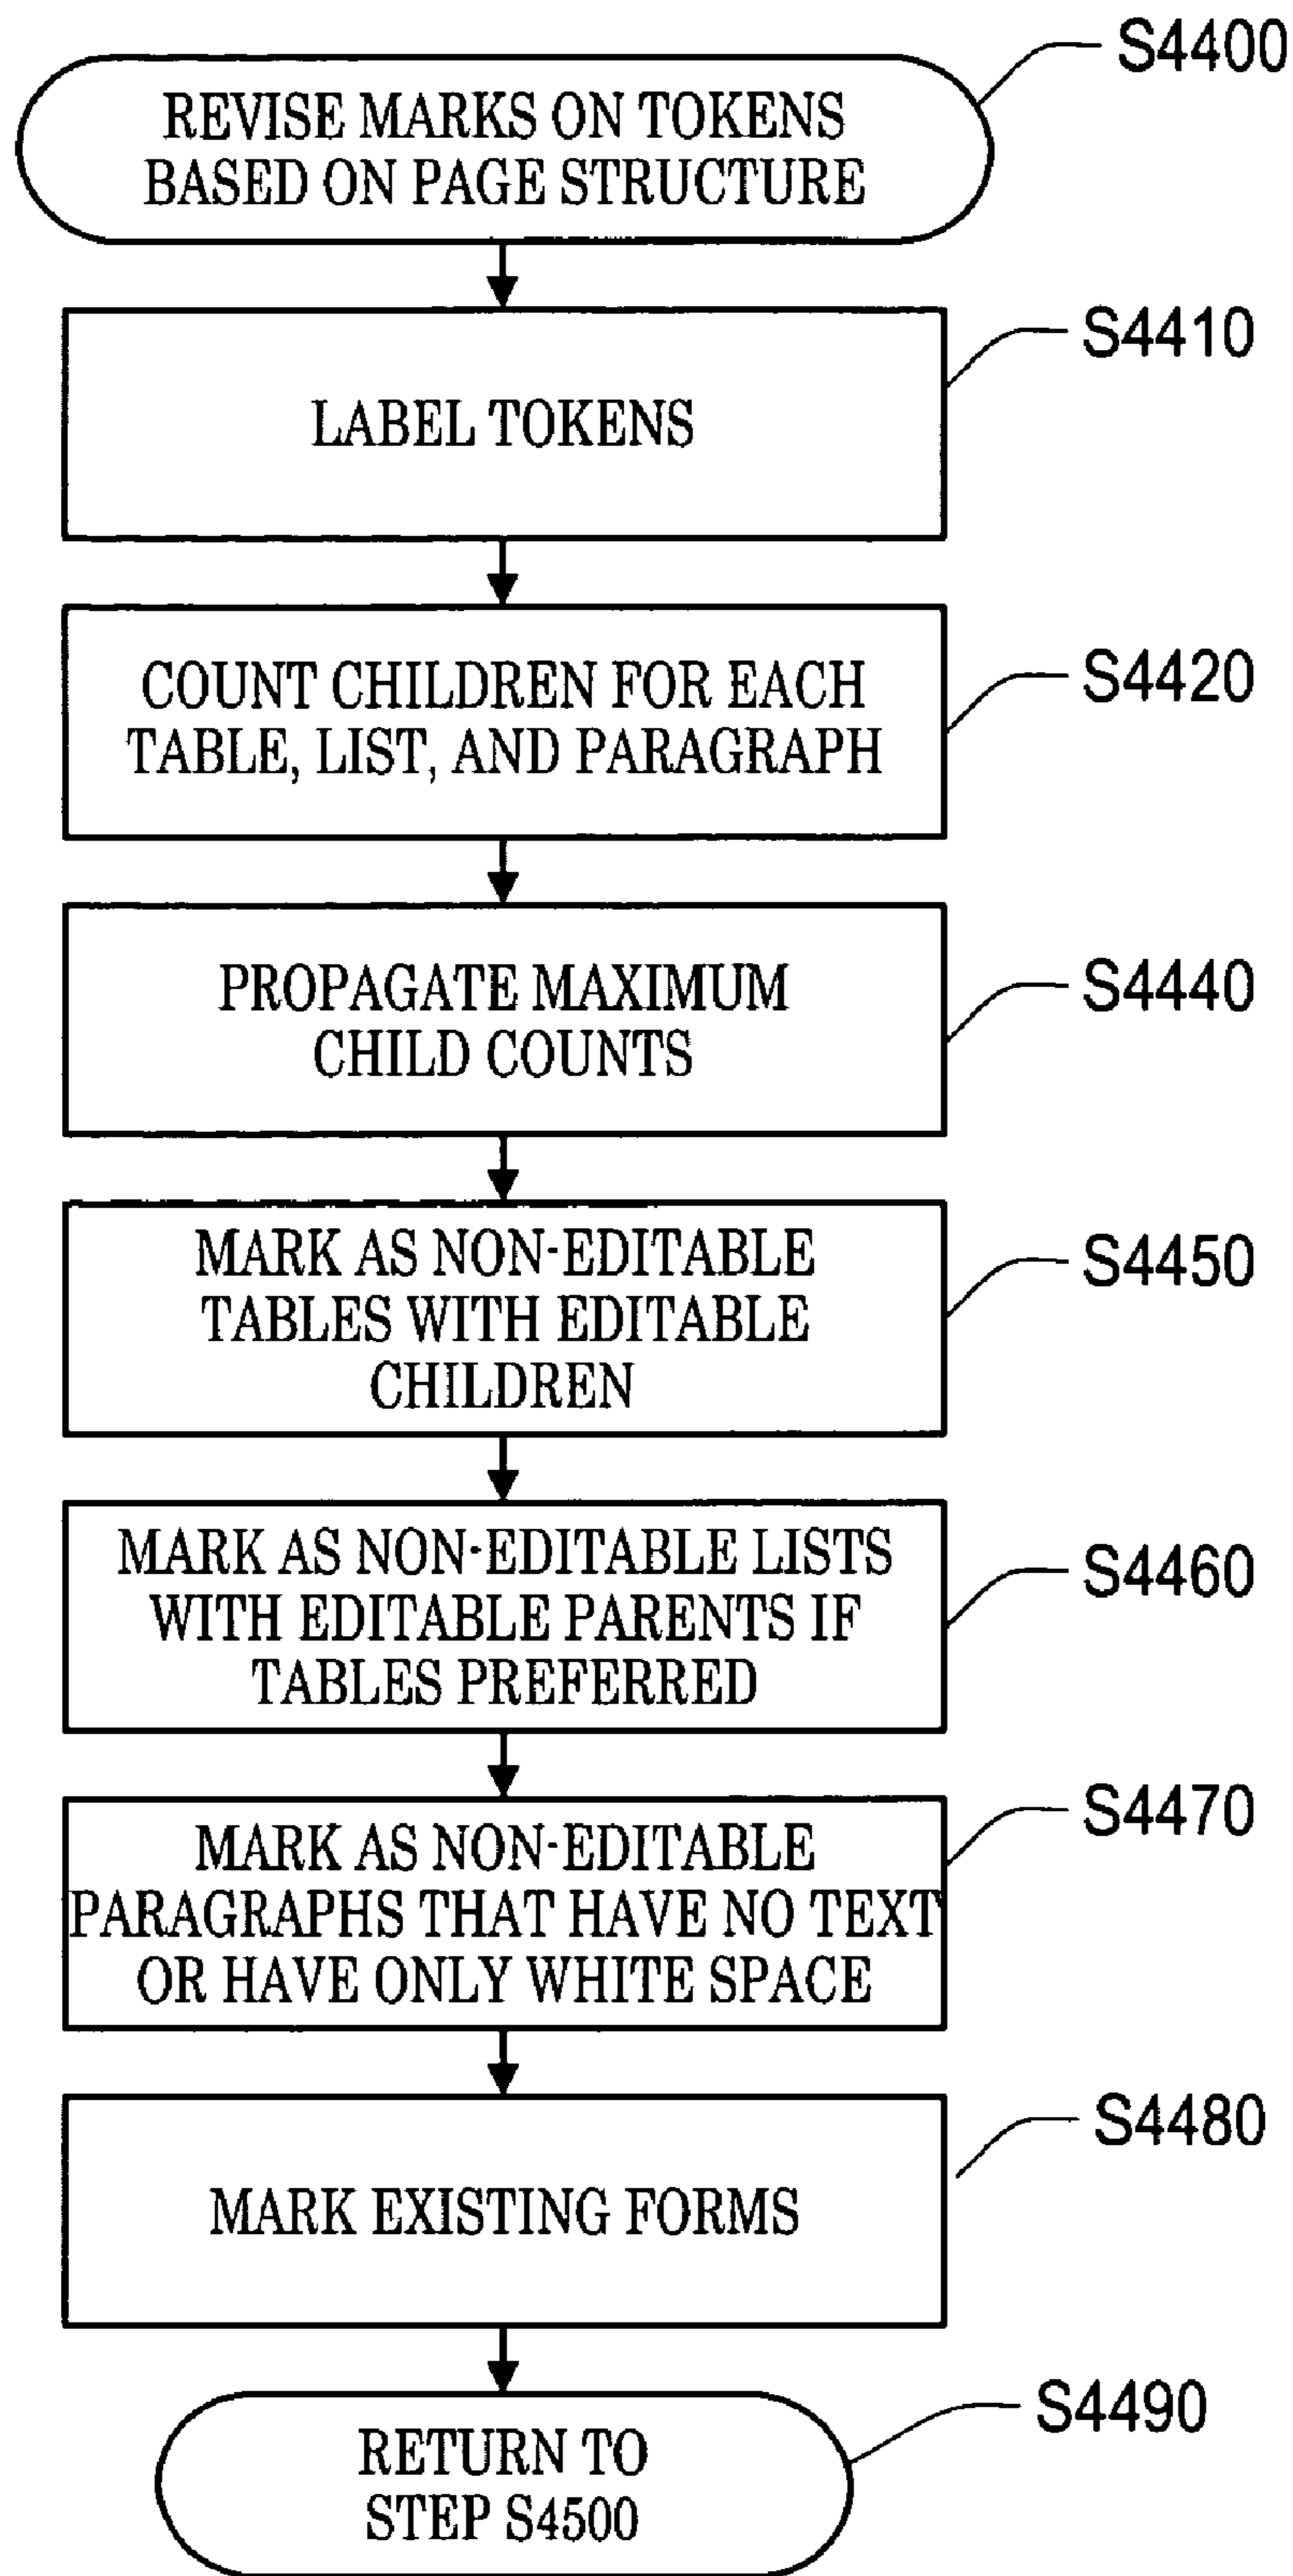 S4400
REVISE MARKS ON TOKENS
BASED ON PAGE STRUCTURE
S4410
LABEL TOKENS
S4420
COUNT CHILDREN FOR EACH
TABLE, LIST, AND PARAGRAPH
S4440
PROPAGATE MAXIMUM
CHILD COUNTS
S4450
MARK AS NON-EDITABLE
TABLES WITH EDITABLE
CHILDREN
S4460
MARK AS NON-EDITABLE LISTS
WITH EDITABLE PARENTS IF
TABLES PREFERRED
S4470
MARK AS NON-EDITABLE
PARAGRAPHS THAT HAVE NO TEXT
OR HAVE ONLY WHITE SPACE
S4480
MARK EXISTING FORMS
S4490
RETURN TO
STEP S4500